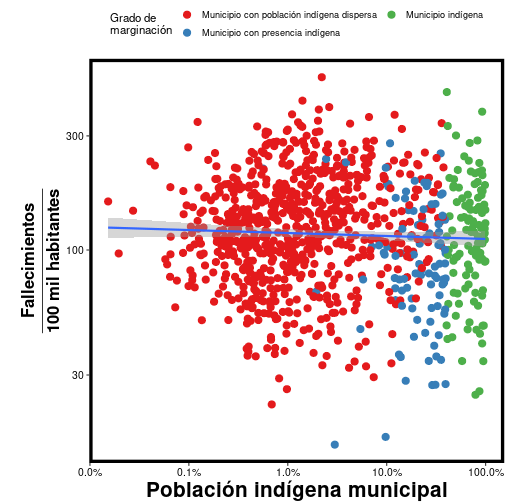 Grado de
marginación
Municipio con población indígena dispersa
Municipio indígena
Municipio con presencia indígena
300
100
30
Fallecimientos
100 mil habitantes
0.0%
0.1%
1.0%
10.0%
100.0%
Población indígena municipal